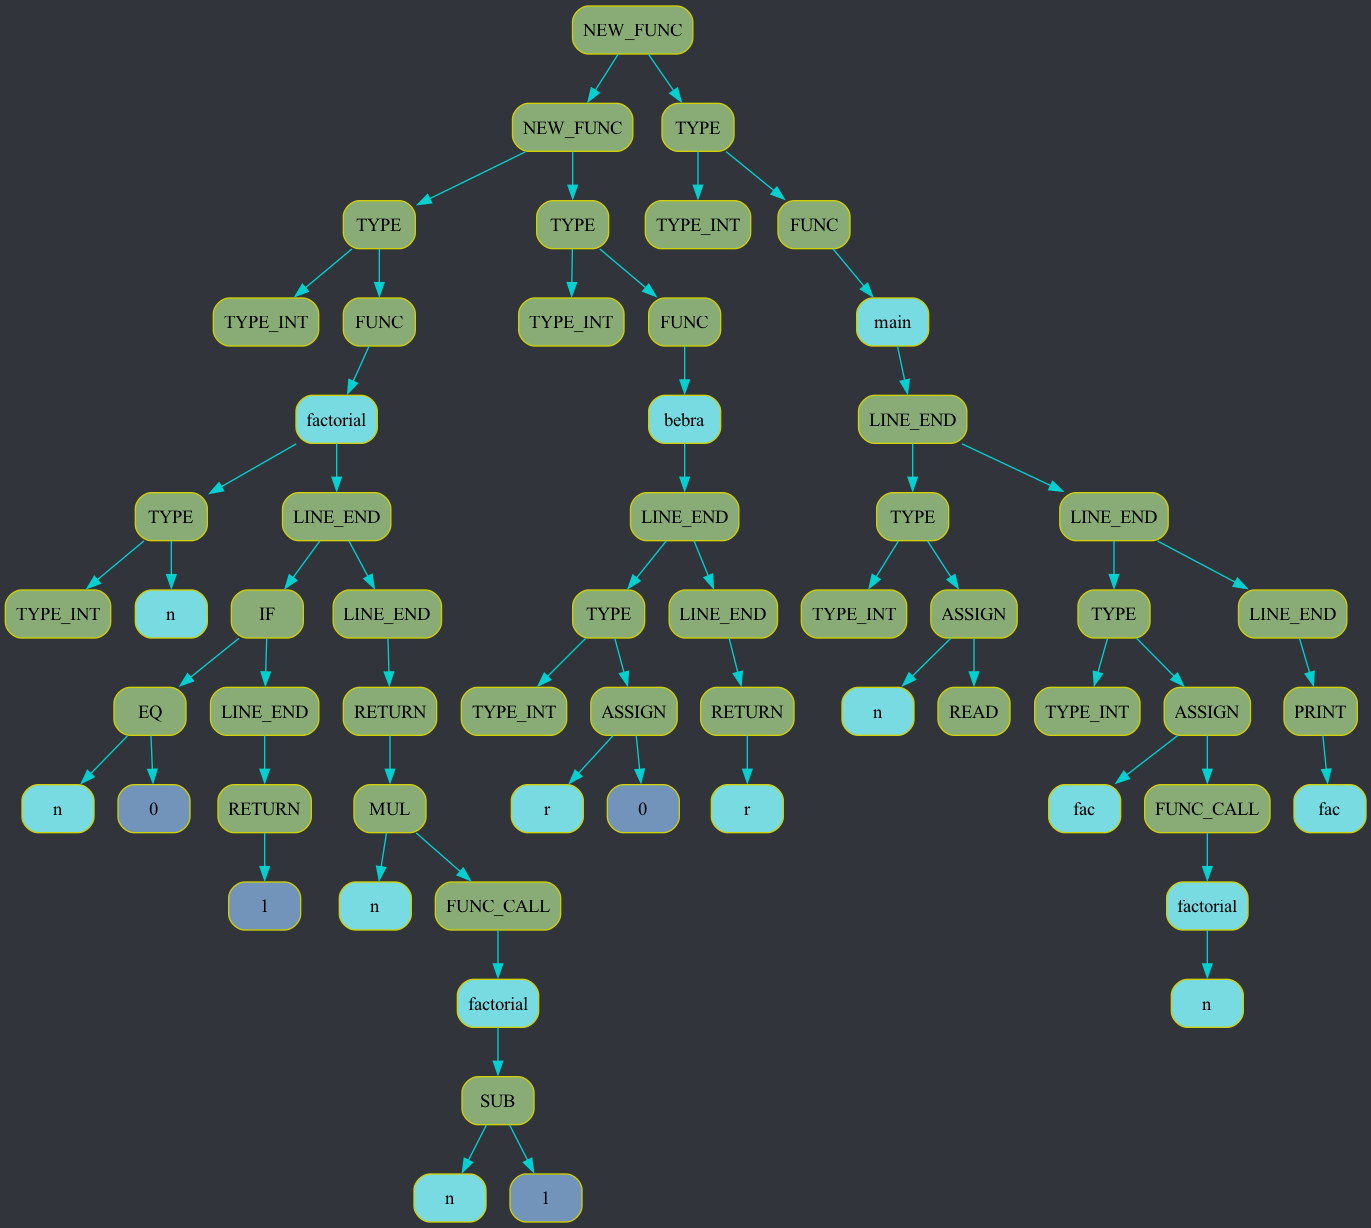 NEW_FUNC
NEW_FUNC TYPE
TYPE TYPE TYPE_INT FUNC
TYPE_INT FUNC TYPE_INT FUNC main
factorial bebra LINE_END
TYPE LINE_END LINE_END TYPE LINE_END
TYPE_INT n IF LINE_END TYPE LINE_END TYPE_INT ASSIGN TYPE LINE_END
EQ LINE_END RETURN TYPE_INT ASSIGN RETURN n READ TYPE_INT ASSIGN PRINT
n 0 RETURN MUL r 0 r fac FUNC_CALL fac
1 n FUNC_CALL factorial
factorial n
SUB
n 1